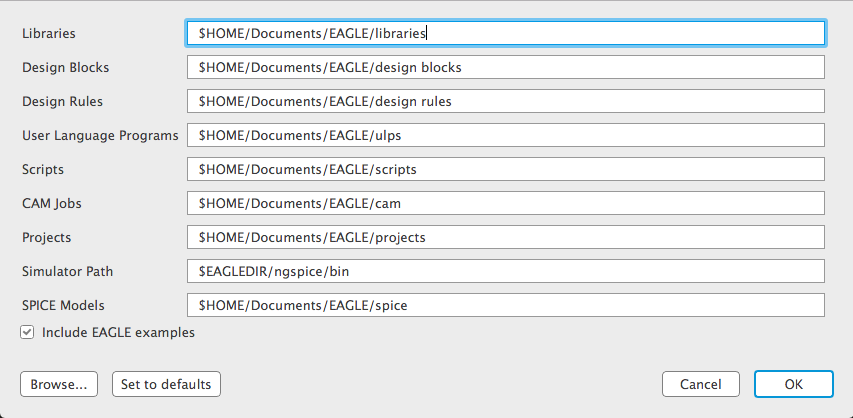 Libraries $HOME/Documents/EAGLE/libraries
Design Blocks $HOME/Documents/EAGLE/design blocks
Design Rules $HOME/Documents/EAGLE/design rules
User Language Programs $HOME/Documents/EAGLE/ulps
Scripts $HOME/Documents/EAGLE/scripts
CAM Jobs $HOME/Documents/EAGLE/cam
Projects $HOME/Documents/EAGLE/projects
Simulator Path $EAGLEDIR/ngspice/bin
SPICE Models $HOME/Documents/EAGLE/spice
Include EAGLE examples
Browse... Set to defaults Cancel OK